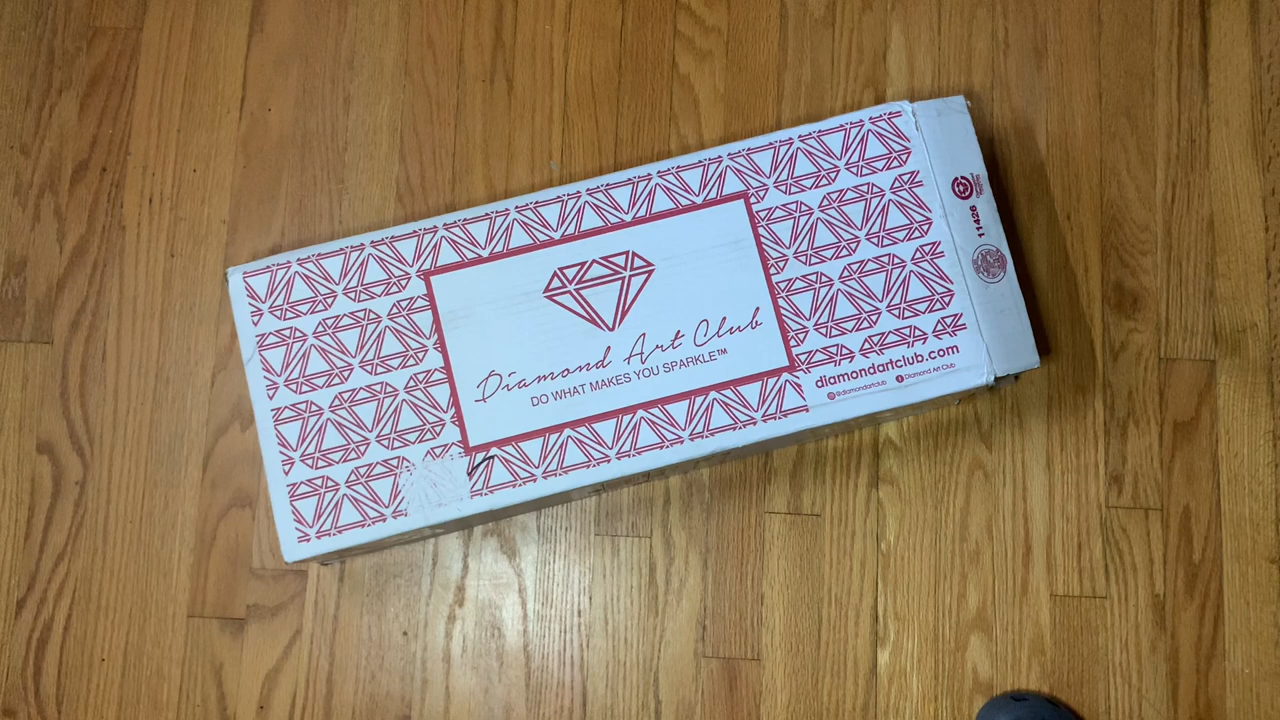 Diamond Art Club
DO WHAT MAKES YOU SPARKLE™
diamondartclub.com
@diamondartclub
Diamond Art Club
11426